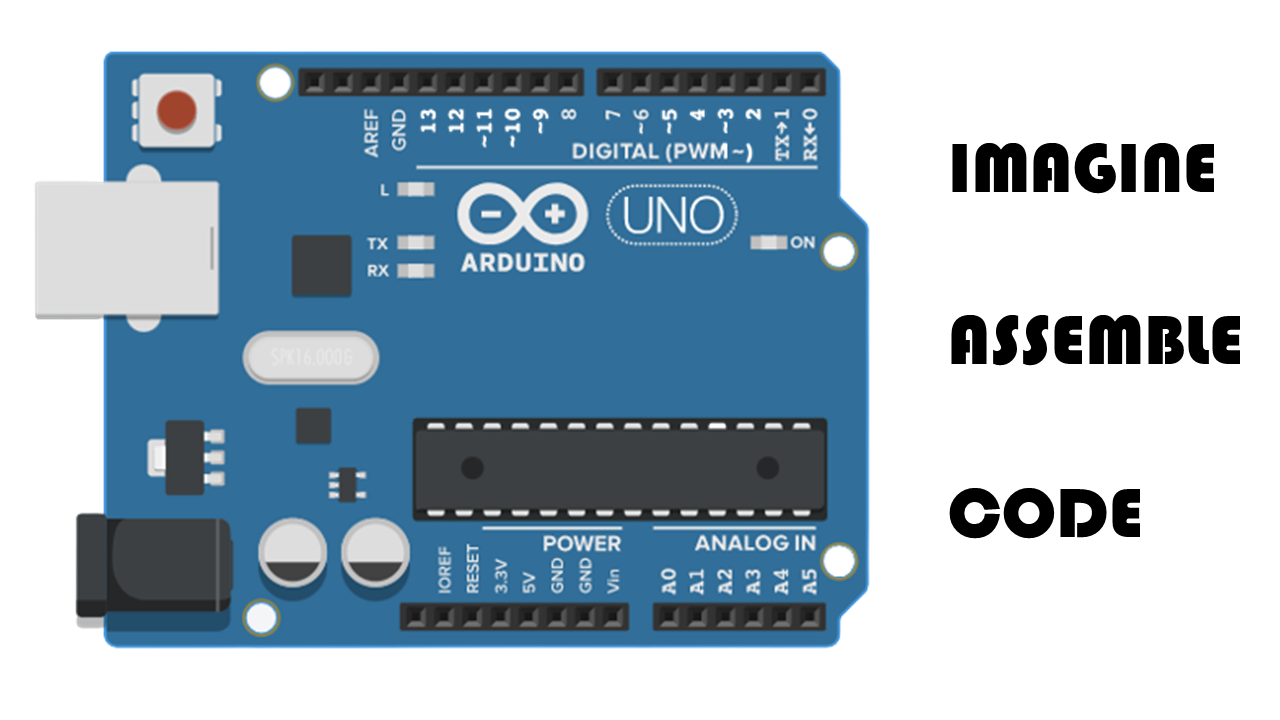 AREF
GND
13
12
~11
~10
~9
8
7
~6
~5
4
~3
2
TX→1
RX←0
DIGITAL (PWM~)
L
TX
RX
ARDUINO
UNO
ON
IMAGINE
ASSEMBLE
CODE
SPK16.000G
POWER
ANALOG IN
IOREF
RESET
3.3V
5V
GND
GND
Vin
A0
A1
A2
A3
A4
A5